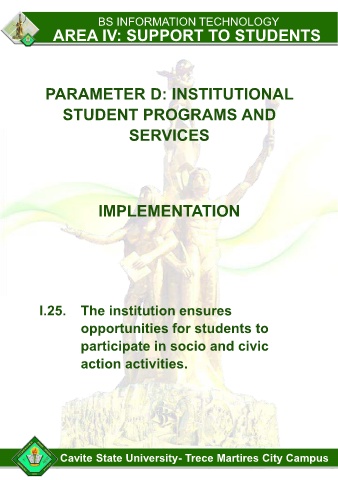 BS INFORMATION TECHNOLOGY
AREA IV: SUPPORT TO STUDENTS
PARAMETER D: INSTITUTIONAL
STUDENT PROGRAMS AND
SERVICES
IMPLEMENTATION
I.25. The institution ensures
opportunities for students to
participate in socio and civic
action activities.
Cavite State University- Trece Martires City Campus